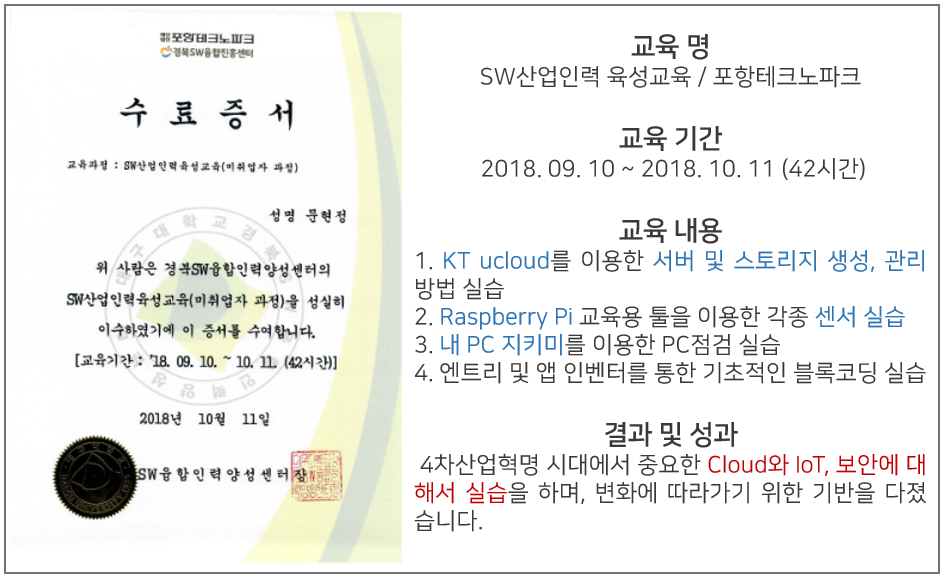 포항테크노파크
경북SW융합진흥센터
수료증서
교육과정 : SW산업인력육성교육(미취업자 과정)
성명 문현정
위 사람은 경북SW융합인력양성센터의
SW산업인력육성교육(미취업자 과정)을 성실히
이수하였기에 이 증서를 수여합니다.
[교육기간 : '18. 09. 10. ~ 10. 11. (42시간)]
2018년 10월 11일
SW융합인력양성센터장
교육 명
SW산업인력 육성교육 / 포항테크노파크
교육 기간
2018. 09. 10 ~ 2018. 10. 11 (42시간)
교육 내용
1. KT ucloud를 이용한 서버 및 스토리지 생성, 관리
방법 실습
2. Raspberry Pi 교육용 툴을 이용한 각종 센서 실습
3. 내 PC 지키미를 이용한 PC점검 실습
4. 엔트리 및 앱 인벤터를 통한 기초적인 블록코딩 실습
결과 및 성과
4차산업혁명 시대에서 중요한 Cloud와 IoT, 보안에 대
해서 실습을 하며, 변화에 따라가기 위한 기반을 다졌
습니다.